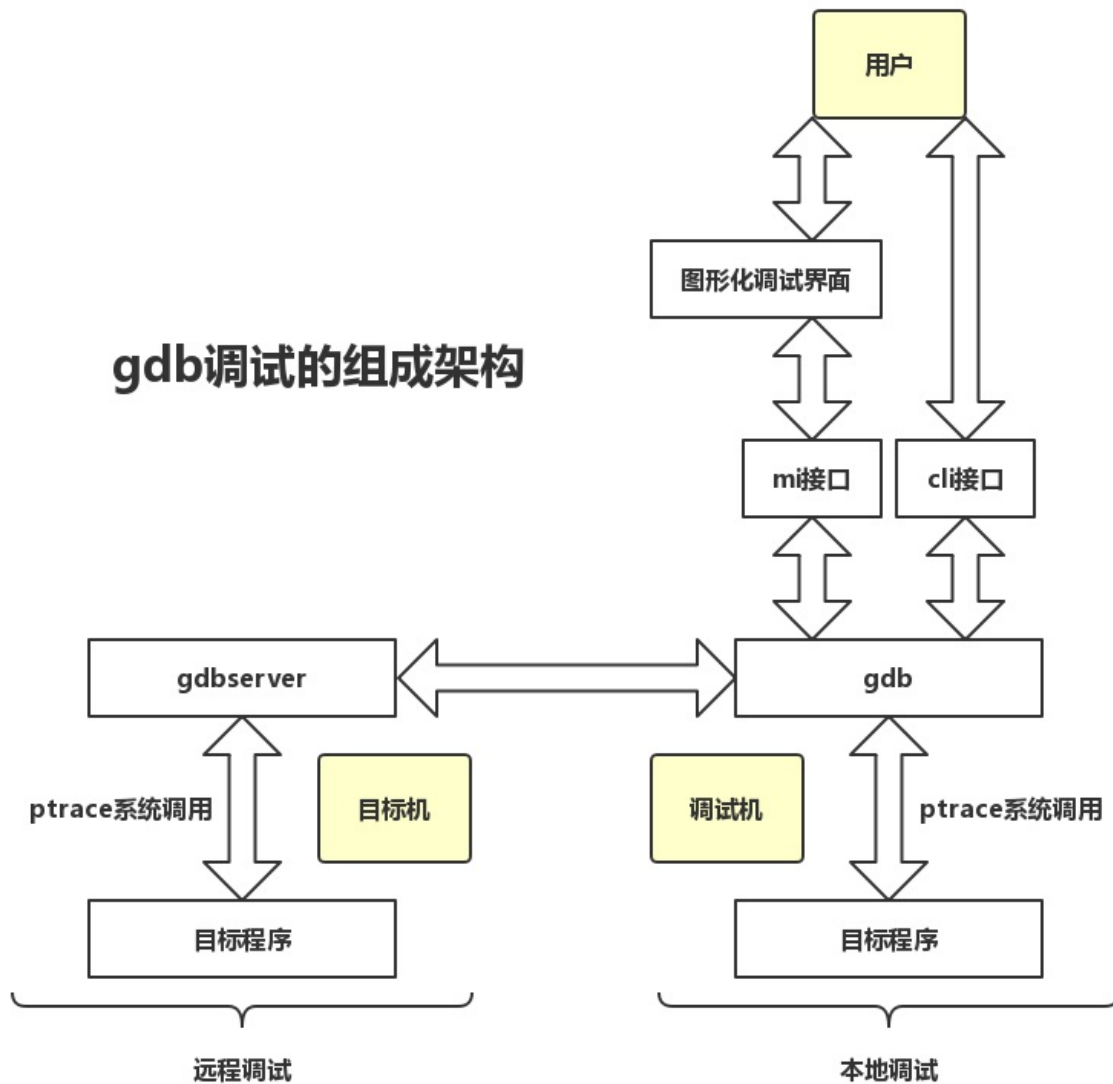 用户
图形化调试界面
gdb调试的组成架构
mi接口
cli接口
gdbserver
gdb
ptrace系统调用
目标机
调试机
ptrace系统调用
目标程序
目标程序
远程调试
本地调试